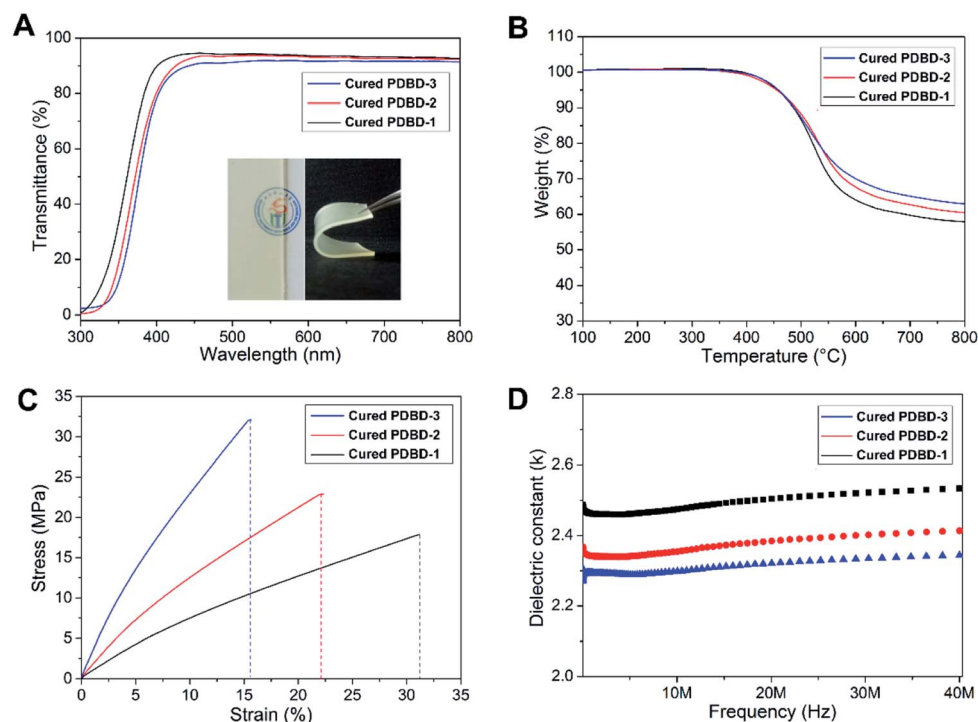 A
100
80
60
40
20
0
Transmittance (%)
Cured PDBD-3
Cured PDBD-2
Cured PDBD-1
300
400
500
600
700
800
Wavelength (nm)
B
110
100
90
80
70
60
50
40
30
Weight (%)
Cured PDBD-3
Cured PDBD-2
Cured PDBD-1
100
200
300
400
500
600
700
800
Temperature (°C)
C
35
30
25
20
15
10
5
0
Stress (MPa)
Cured PDBD-3
Cured PDBD-2
Cured PDBD-1
0
5
10
15
20
25
30
35
Strain (%)
D
2.8
2.6
2.4
2.2
2.0
Dielectric constant (k)
Cured PDBD-3
Cured PDBD-2
Cured PDBD-1
10M
20M
30M
40M
Frequency (Hz)